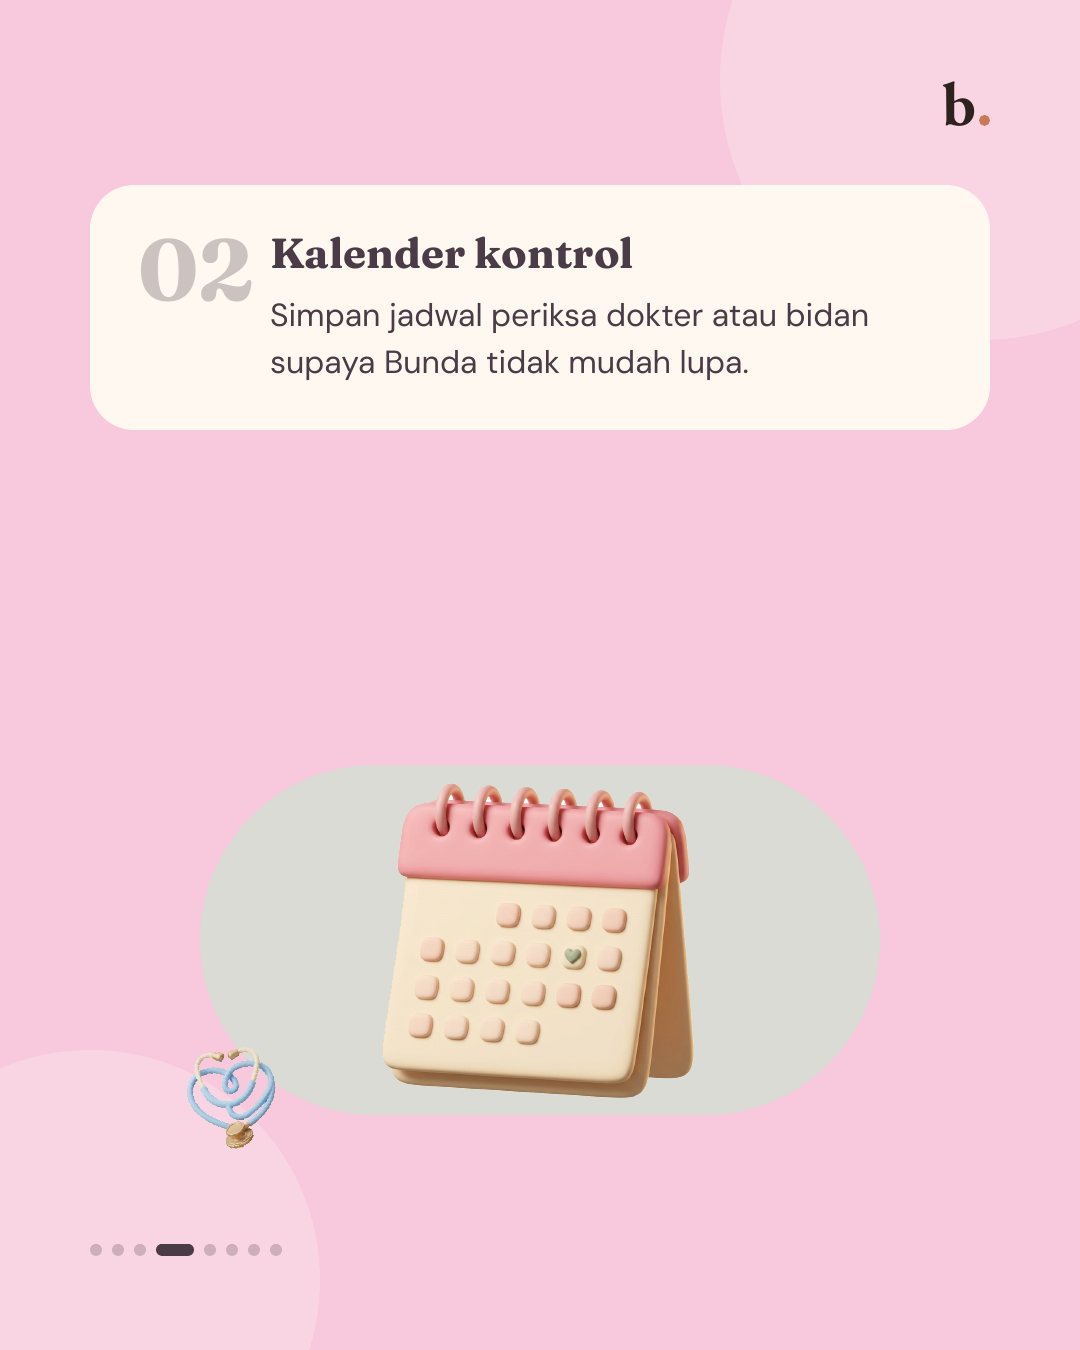 b.
02
Kalender kontrol
Simpan jadwal periksa dokter atau bidan
supaya Bunda tidak mudah lupa.